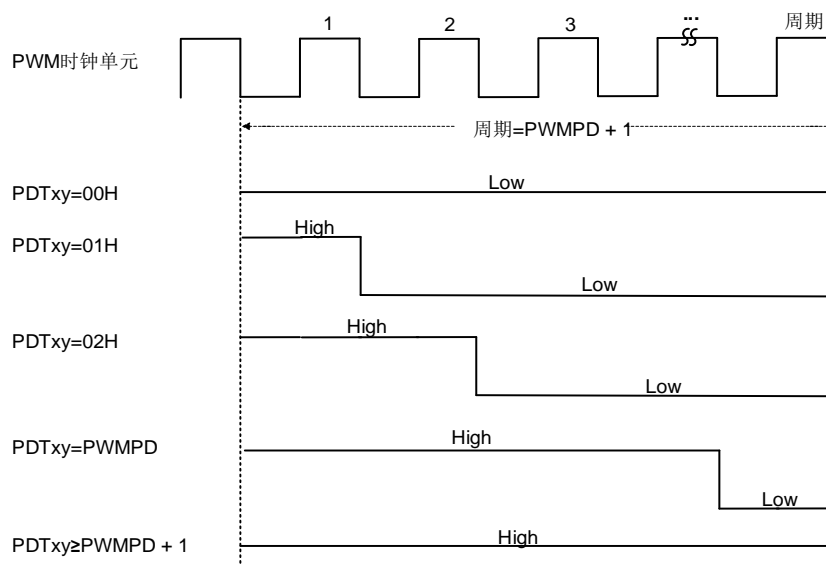 1 2 3 ... 周期
PWM时钟单元
周期=PWMPD + 1
PDTxy=00H Low
PDTxy=01H High Low
PDTxy=02H High Low
PDTxy=PWMPD High Low
PDTxy≥PWMPD + 1 High